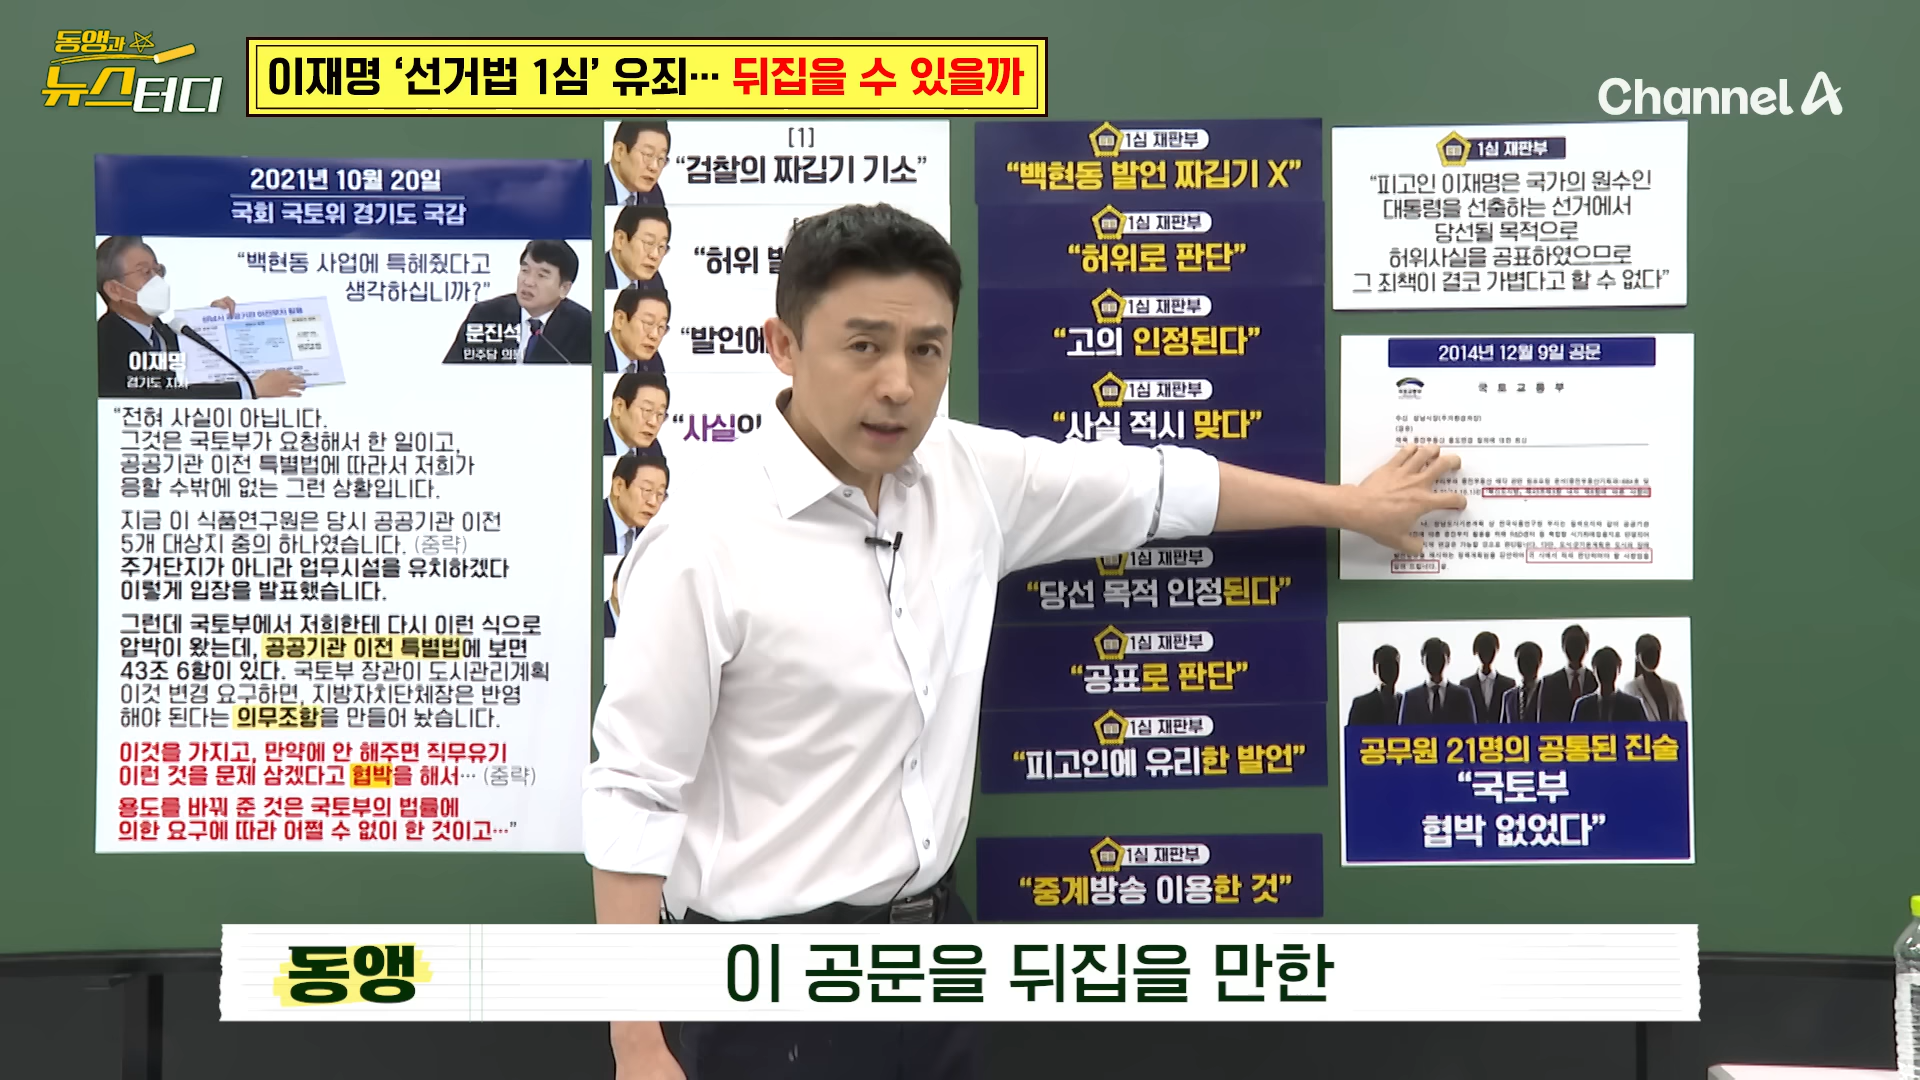 동앵과
뉴스터디
이재명 ‘선거법 1심’ 유죄… 뒤집을 수 있을까
Channel A
2021년 10월 20일
국회 국토위 경기도 국감
“백현동 사업에 특혜줬다고
생각하십니까?”
이재명
경기도 지사
문진석
민주당 의원
“전혀 사실이 아닙니다.
그것은 국토부가 요청해서 한 일이고,
공공기관 이전 특별법에 따라서 저희가
응할 수밖에 없는 그런 상황입니다.
지금 이 식품연구원은 당시 공공기관 이전
5개 대상지 중의 하나였습니다. (중략)
주거단지가 아니라 업무시설을 유치하겠다
이렇게 입장을 발표했습니다.
그런데 국토부에서 저희한테 다시 이런 식으로
압박이 왔는데, 공공기관 이전 특별법에 보면
43조 6항이 있다. 국토부 장관이 도시관리계획
이것 변경 요구하면, 지방자치단체장은 반영
해야 된다는 의무조항을 만들어 놨습니다.
이것을 가지고, 만약에 안 해주면 직무유기
이런 것을 문제 삼겠다고 협박을 해서… (중략)
용도를 바꿔 준 것은 국토부의 법률에
의한 요구에 따라 어쩔 수 없이 한 것이고…”
[1]
“검찰의 짜깁기 기소”
“허위
“발언에
“사실이
1심 재판부
“백현동 발언 짜깁기 X”
1심 재판부
“허위로 판단”
1심 재판부
“고의 인정된다”
1심 재판부
“사실 적시 맞다”
1심 재판부
“당선 목적 인정된다”
1심 재판부
“공표로 판단”
1심 재판부
“피고인에 유리한 발언”
1심 재판부
“중계방송 이용한 것”
1심 재판부
“피고인 이재명은 국가의 원수인
대통령을 선출하는 선거에서
당선될 목적으로
허위사실을 공표하였으므로
그 죄책이 결코 가볍다고 할 수 없다”
2014년 12월 9일 공문
국토교통부
공무원 21명의 공통된 진술
“국토부
협박 없었다”
동앵
이 공문을 뒤집을 만한